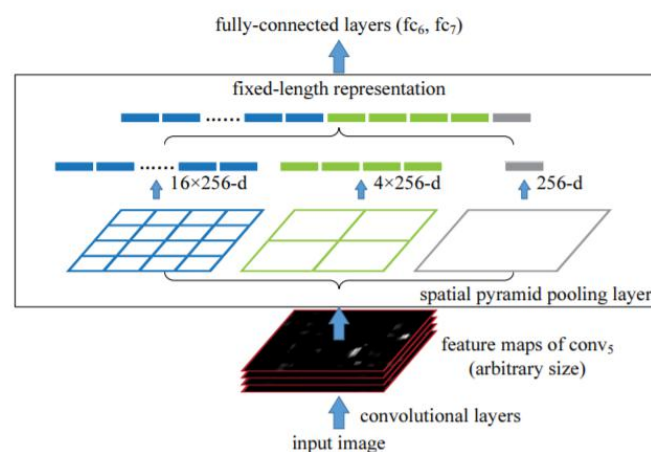 fully-connected layers (fc₆, fc₇)
fixed-length representation
......
......
16×256-d
4×256-d
256-d
spatial pyramid pooling layer
feature maps of conv₅
(arbitrary size)
convolutional layers
input image